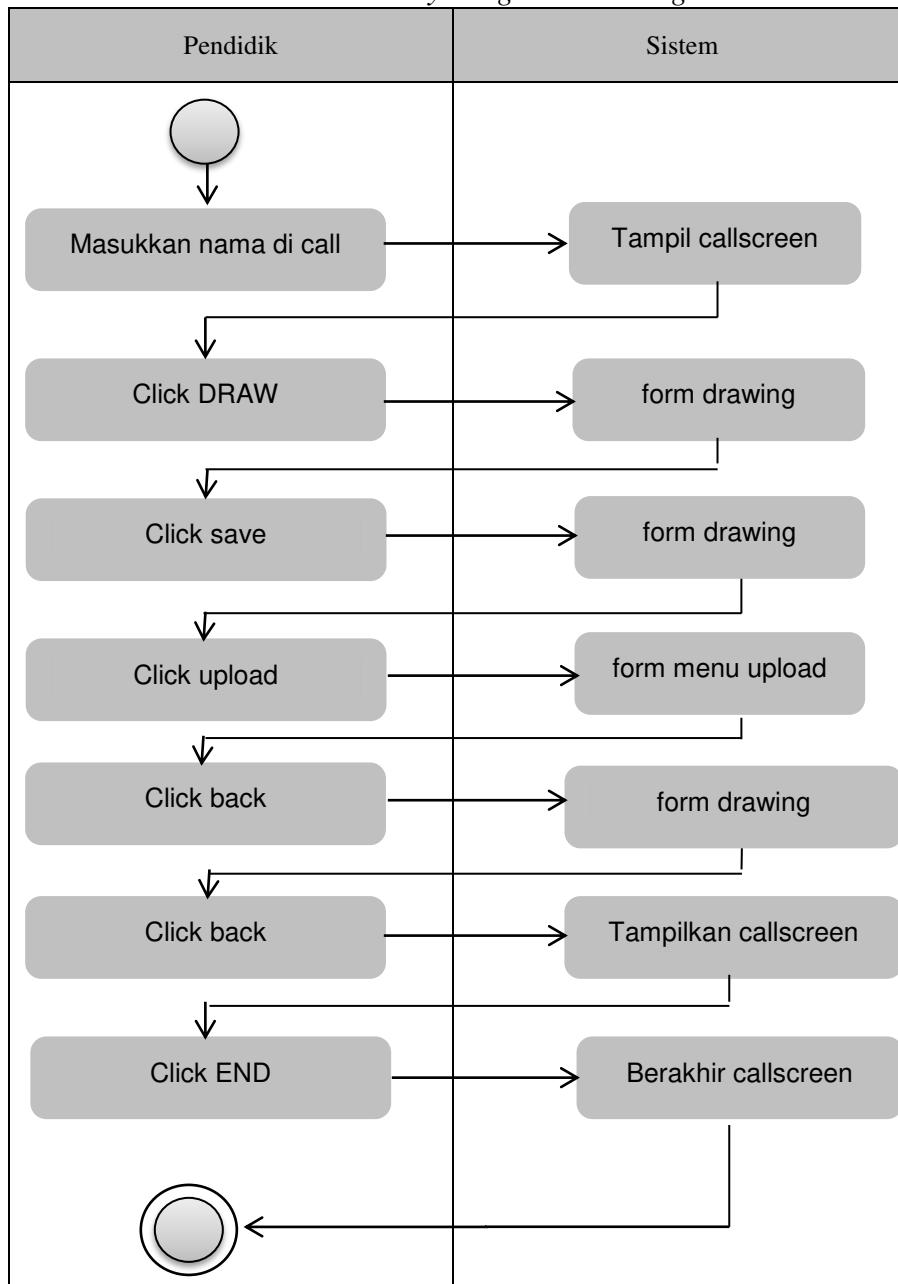 Pendidik Sistem
Masukkan nama di call
Tampil callscreen
Click DRAW
form drawing
Click save
form drawing
Click upload
form menu upload
Click back
form drawing
Click back
Tampilkan callscreen
Click END
Berakhir callscreen